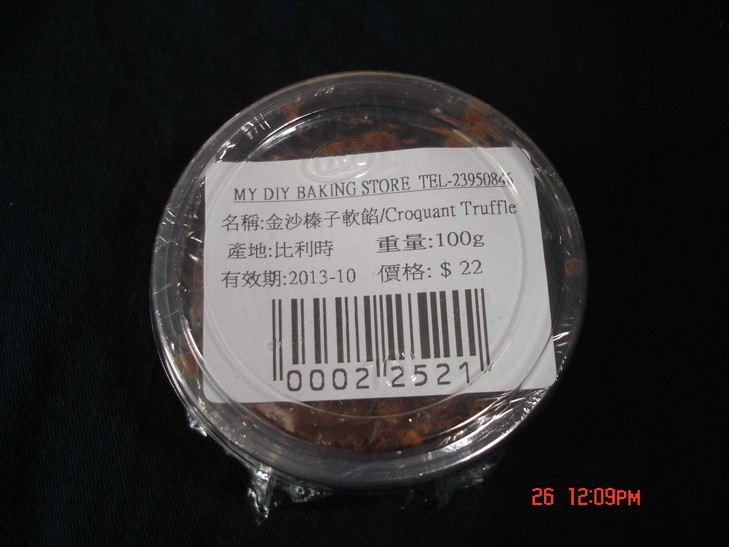 MY DIY BAKING STORE TEL-23950846
名稱:金沙榛子軟餡/Croquant Truffle
產地:比利時 重量:100g
有效期:2013-10 價格: $ 22
0002 2521
26 12:09PM